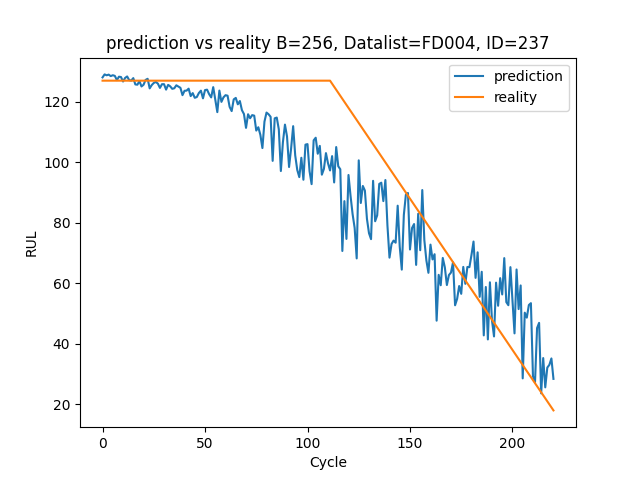 prediction vs reality B=256, Datalist=FD004, ID=237
prediction
reality
RUL
120
100
80
60
40
20
0
50
100
150
200
Cycle